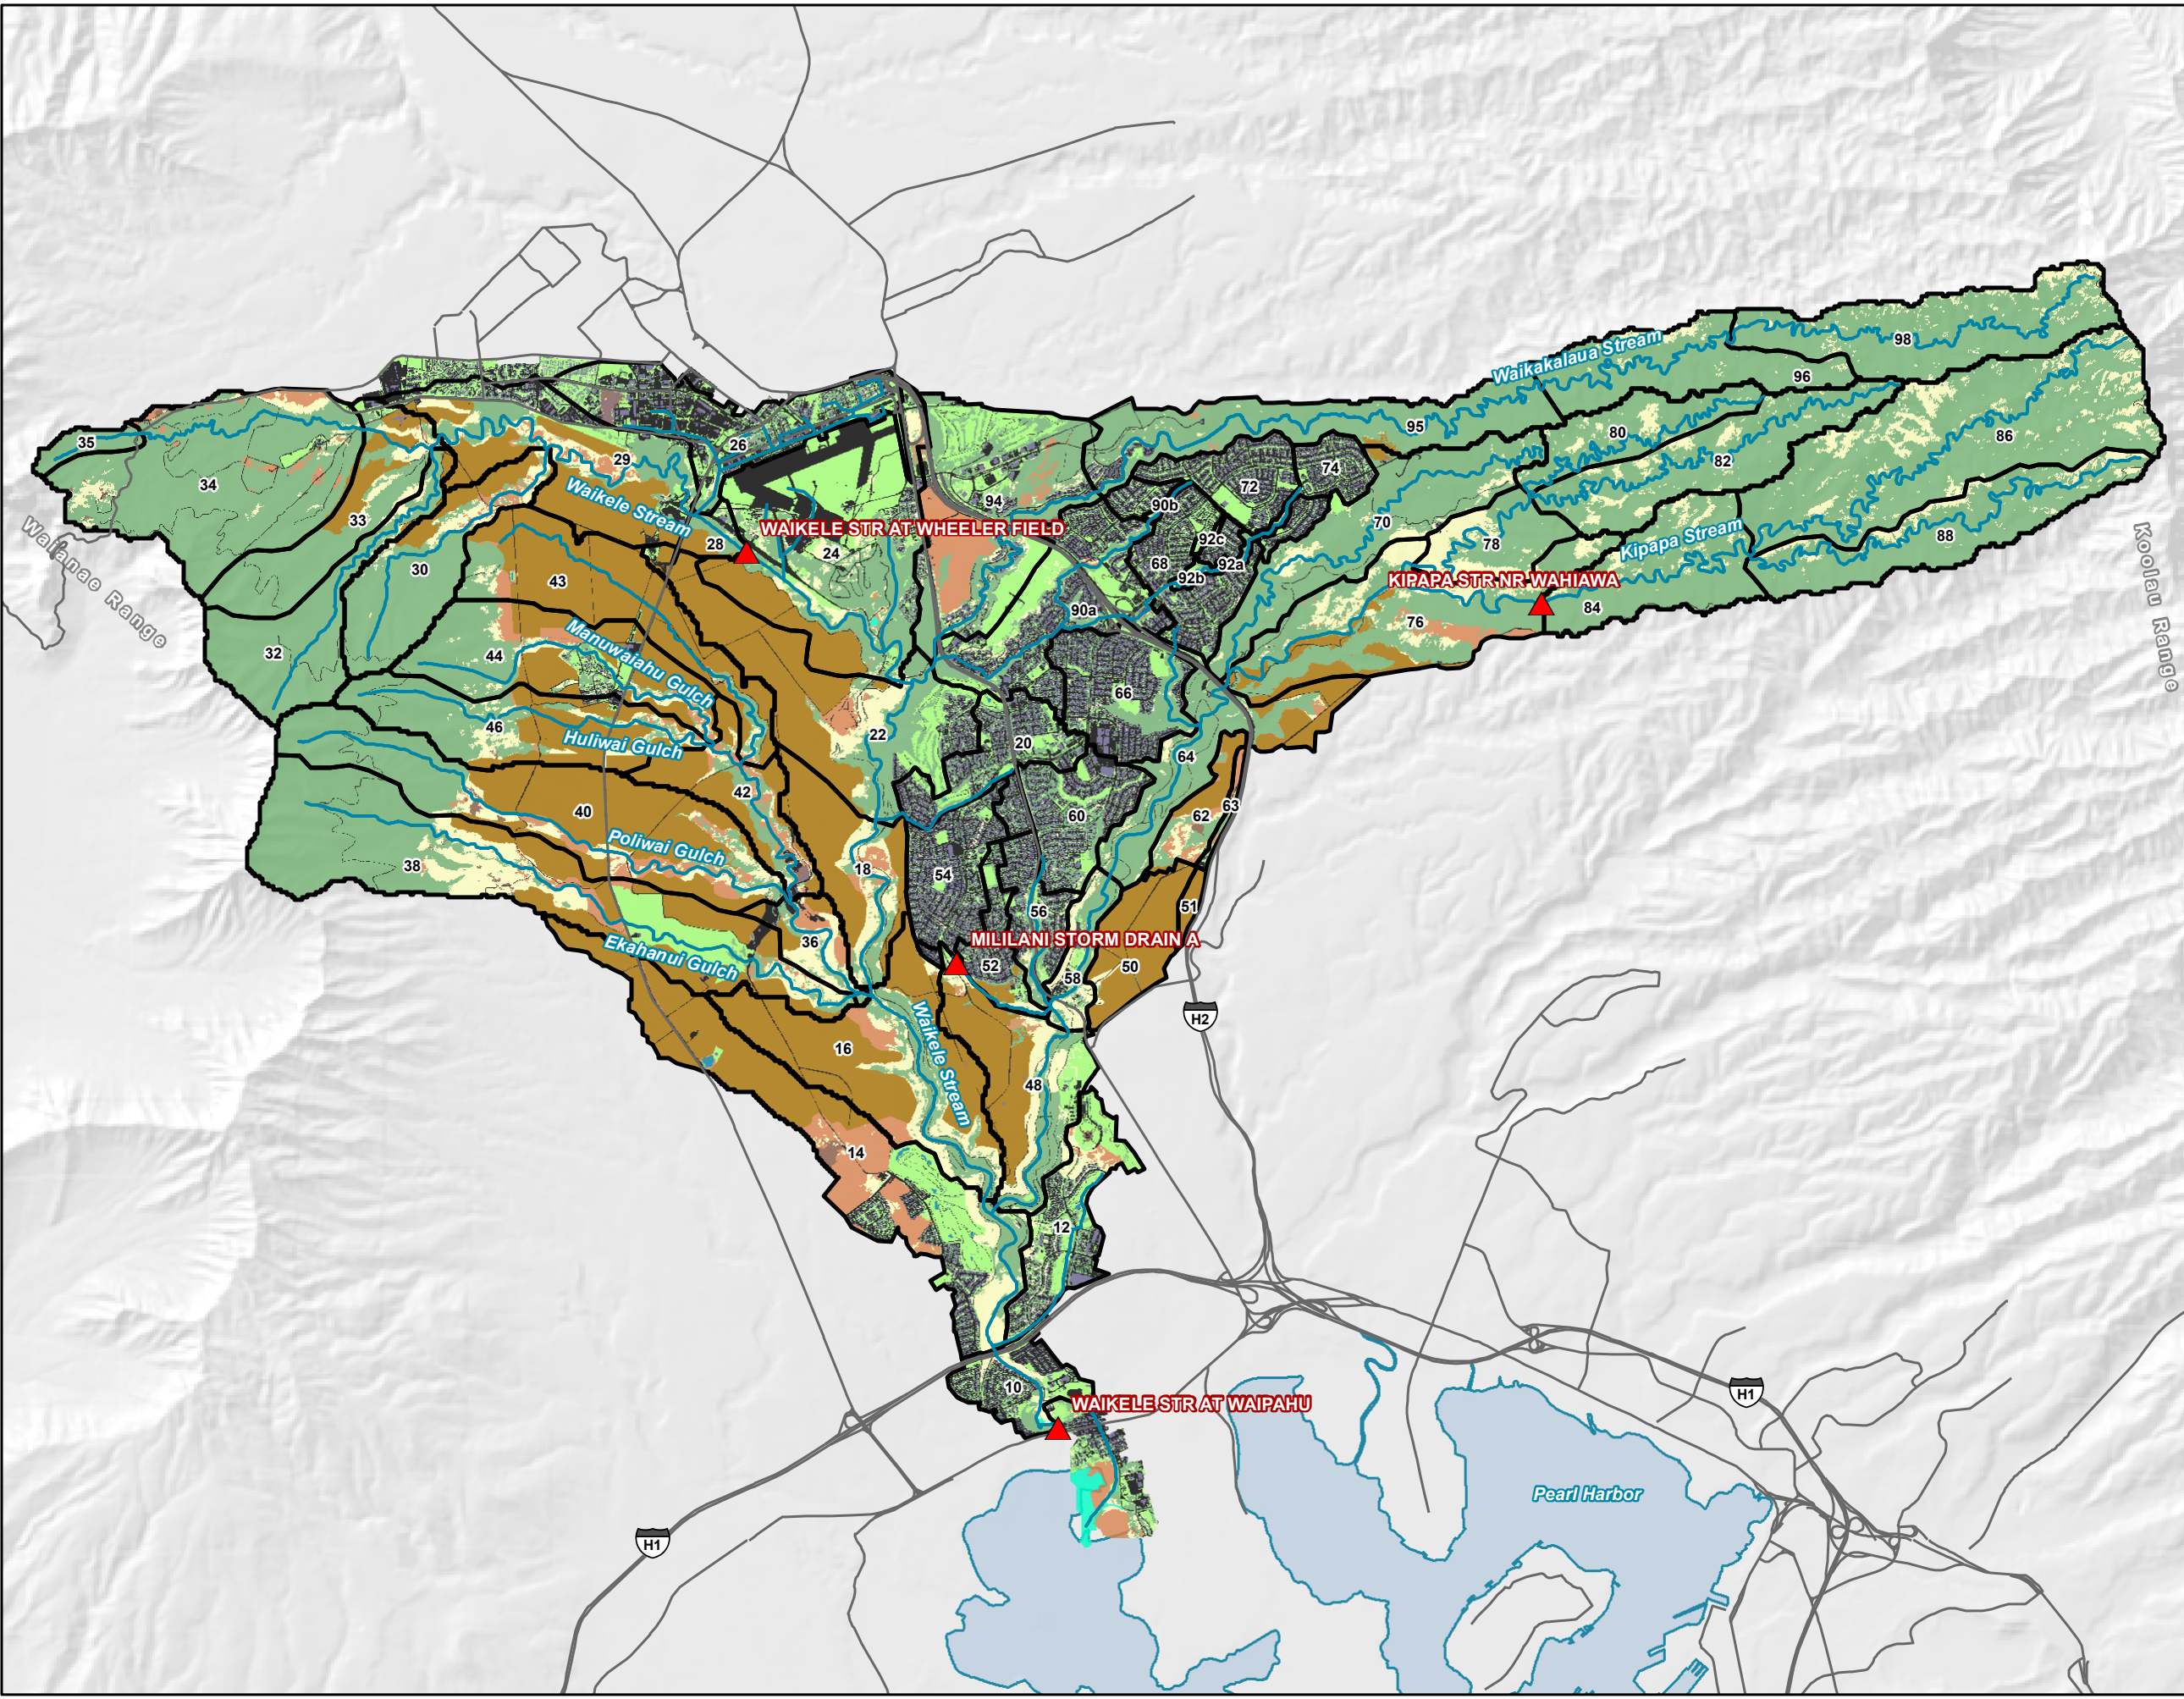 Waikakalaua Stream
98
96
95
80
86
82
35
34
33
29
26
94
74
72
90b
92c
70
78
88
Kipapa Stream
Waikele Stream
WAIKELE STR AT WHEELER FIELD
28
24
68
92a
92b
KIPAPA STR NR WAHIAWA
84
76
90a
30
43
Waianae Range
Koolau Range
32
44
Manuwaiahu Gulch
46
Huliwai Gulch
22
66
20
64
42
40
60
62
63
Poliwai Gulch
38
18
54
56
51
Ekahanui Gulch
36
MILILANI STORM DRAIN A
52
58
50
H2
Waikele Stream
16
48
14
12
10
WAIKELE STR AT WAIPAHU
H1
Pearl Harbor
H1